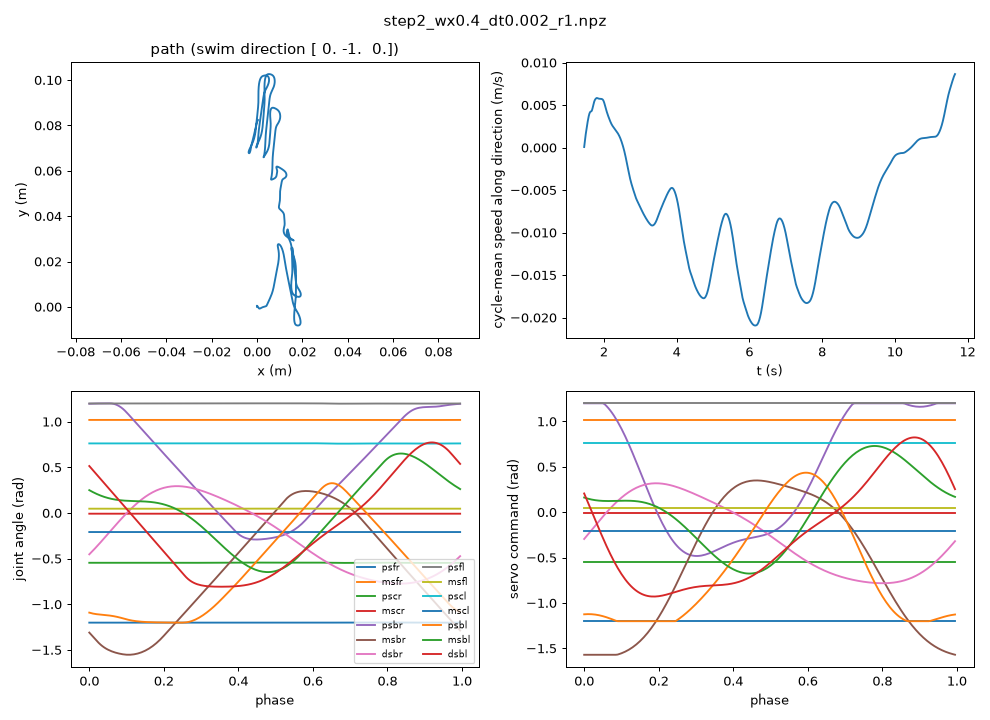 step2_wx0.4_dt0.002_r1.npz
path (swim direction [ 0. -1.  0.])
0.10
0.08
0.06
0.04
0.02
0.00
y (m)
−0.08 −0.06 −0.04 −0.02 0.00 0.02 0.04 0.06 0.08
x (m)
0.010
0.005
0.000
−0.005
−0.010
−0.015
−0.020
cycle-mean speed along direction (m/s)
2 4 6 8 10 12
t (s)
1.0
0.5
0.0
−0.5
−1.0
−1.5
joint angle (rad)
psfr psfl
msfr msfl
pscr pscl
mscr mscl
psbr psbl
msbr msbl
dsbr dsbl
0.0 0.2 0.4 0.6 0.8 1.0
phase
1.0
0.5
0.0
−0.5
−1.0
−1.5
servo command (rad)
0.0 0.2 0.4 0.6 0.8 1.0
phase